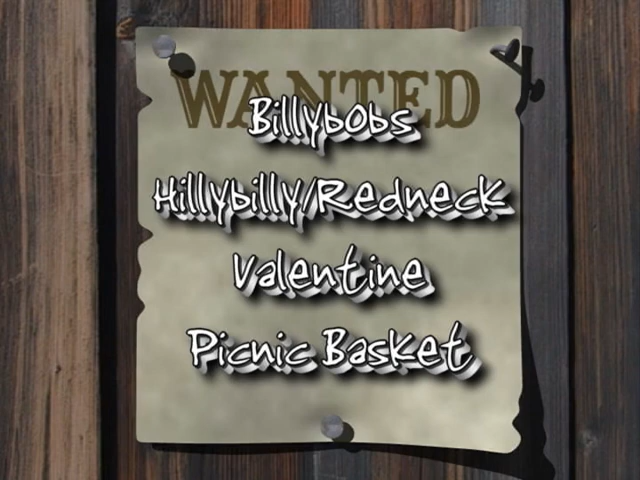 WANTED
Billybobs
Hillybilly/Redneck
Valentine
Picnic Basket